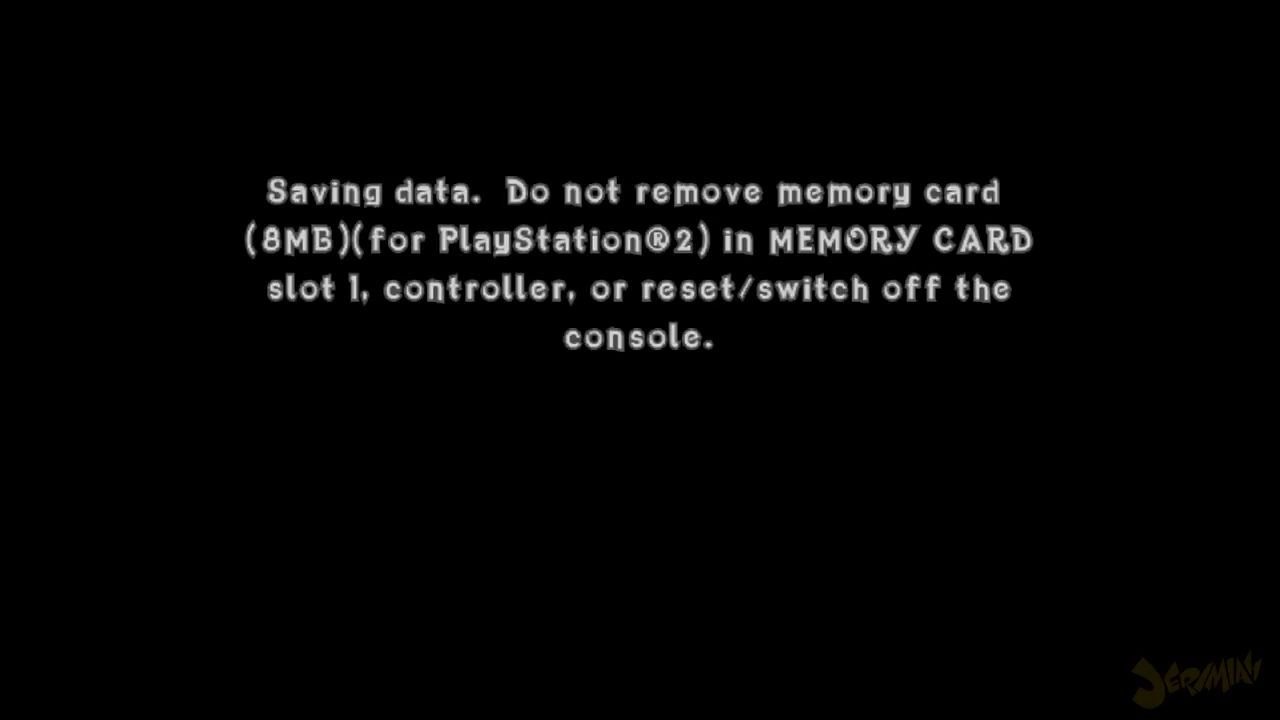 Saving data.  Do not remove memory card
(8MB)(for PlayStation®2) in MEMORY CARD
slot 1, controller, or reset/switch off the
console.
JERIMINI